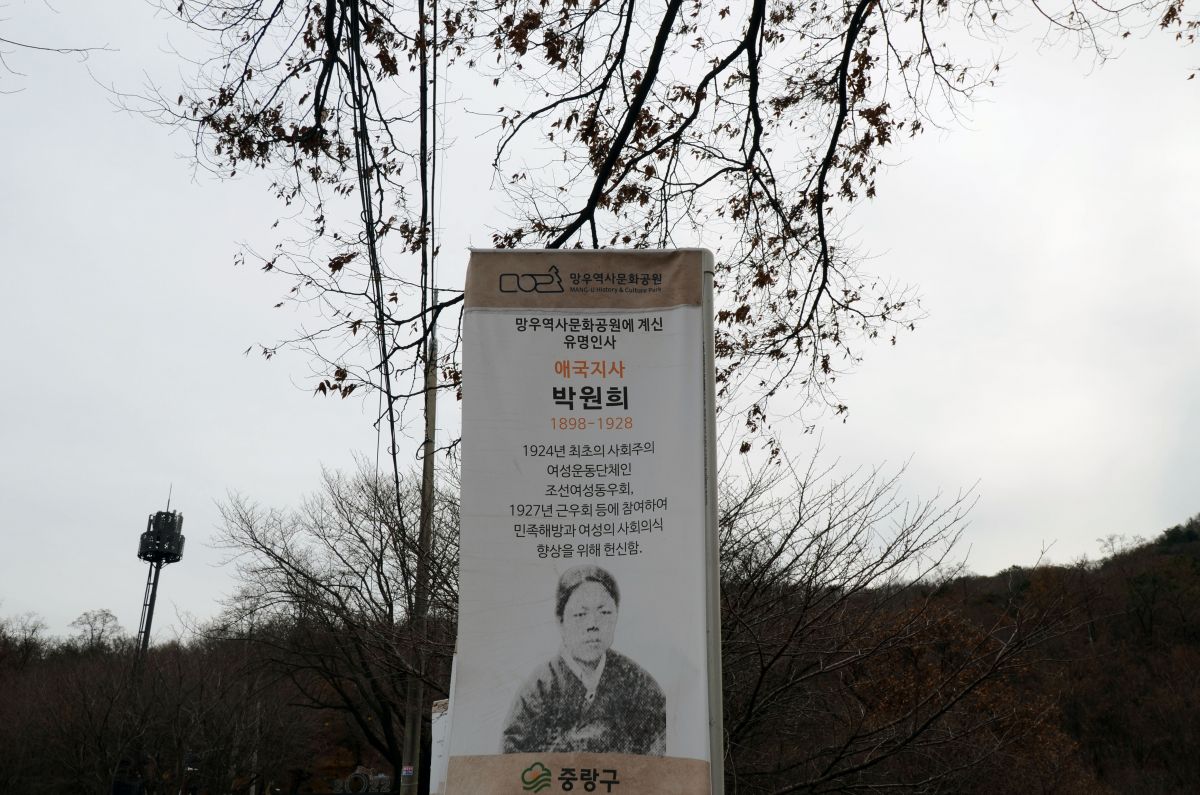 망우역사문화공원
MANG-U History & Culture Park
망우역사문화공원에 계신
유명인사
애국지사
박원희
1898-1928
1924년 최초의 사회주의
여성운동단체인
조선여성동우회,
1927년 근우회 등에 참여하여
민족해방과 여성의 사회의식
향상을 위해 헌신함.
중랑구